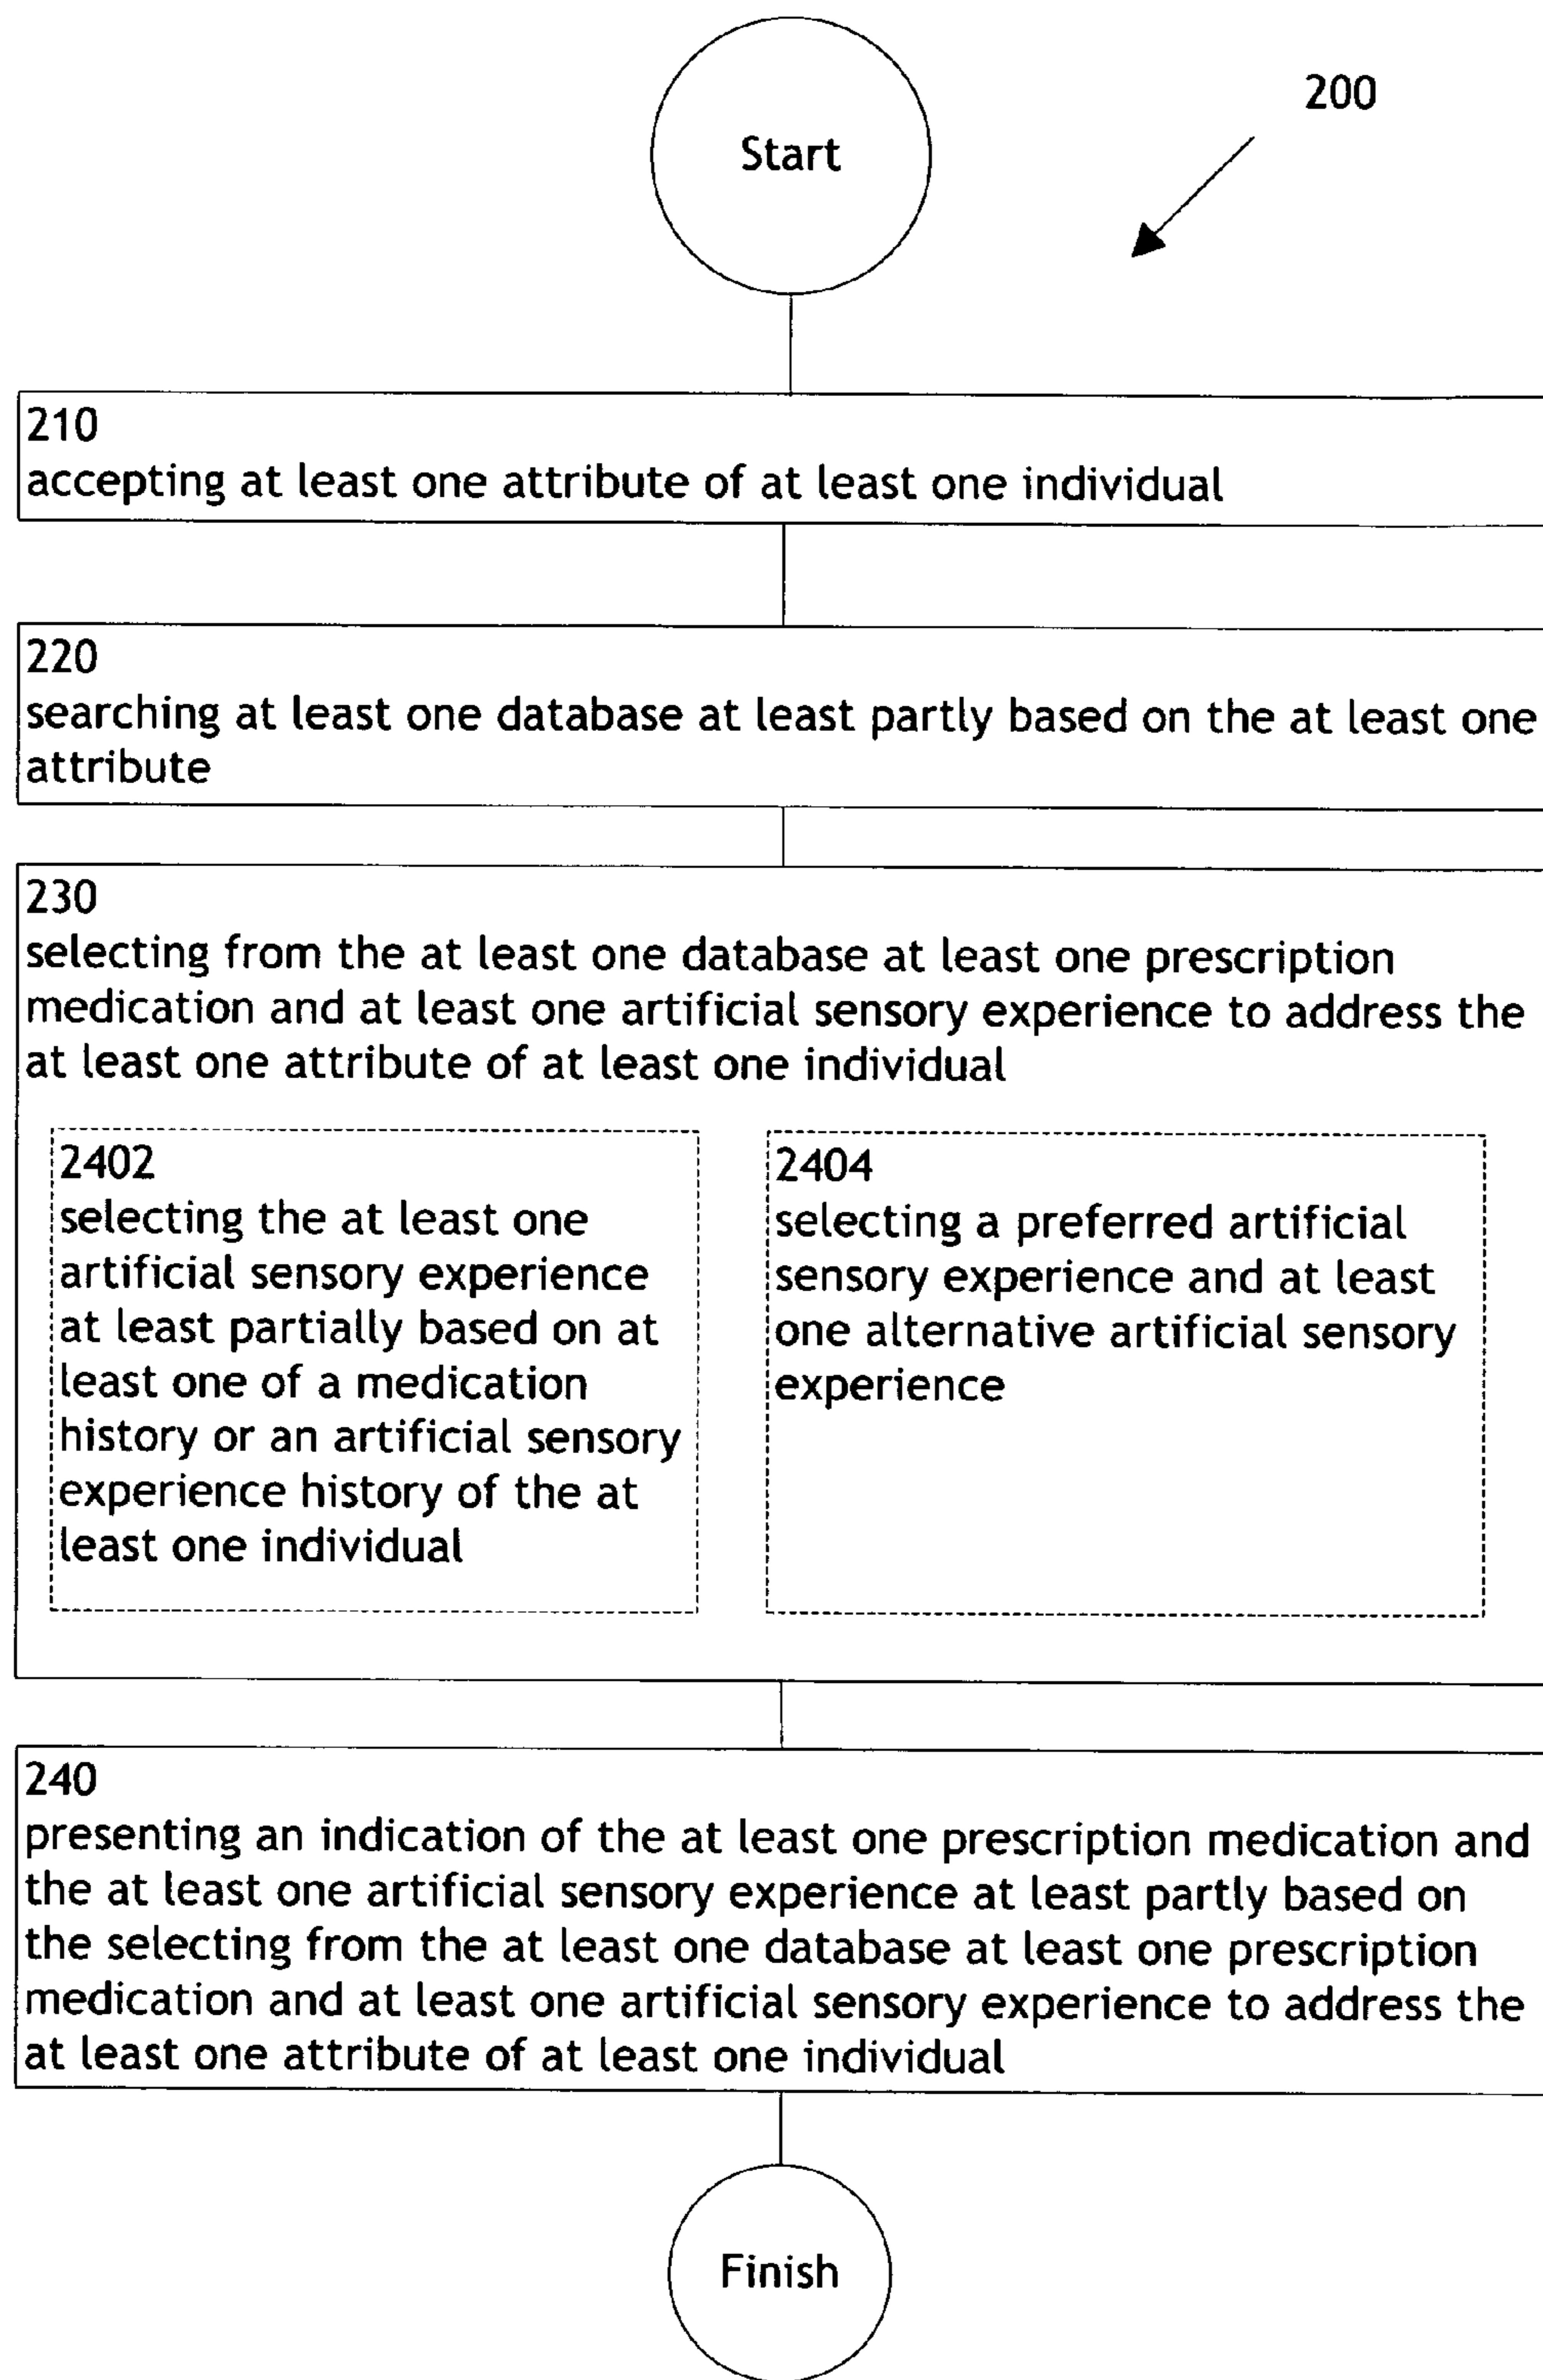 Start
200
210
accepting at least one attribute of at least one individual
220
searching at least one database at least partly based on the at least one
attribute
230
selecting from the at least one database at least one prescription
medication and at least one artificial sensory experience to address the
at least one attribute of at least one individual
2402
selecting the at least one
artificial sensory experience
at least partially based on at
least one of a medication
history or an artificial sensory
experience history of the at
least one individual
2404
selecting a preferred artificial
sensory experience and at least
one alternative artificial sensory
experience
240
presenting an indication of the at least one prescription medication and
the at least one artificial sensory experience at least partly based on
the selecting from the at least one database at least one prescription
medication and at least one artificial sensory experience to address the
at least one attribute of at least one individual
Finish